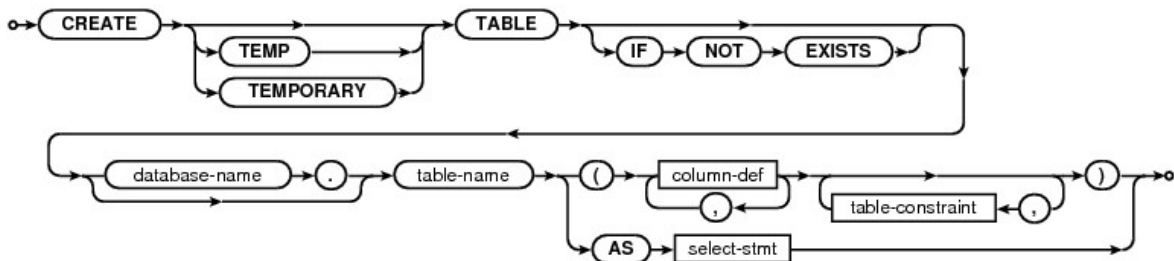 CREATE TABLE
TEMP IF NOT EXISTS
TEMPORARY
database-name . table-name ( column-def )
, table-constraint ,
AS select-stmt